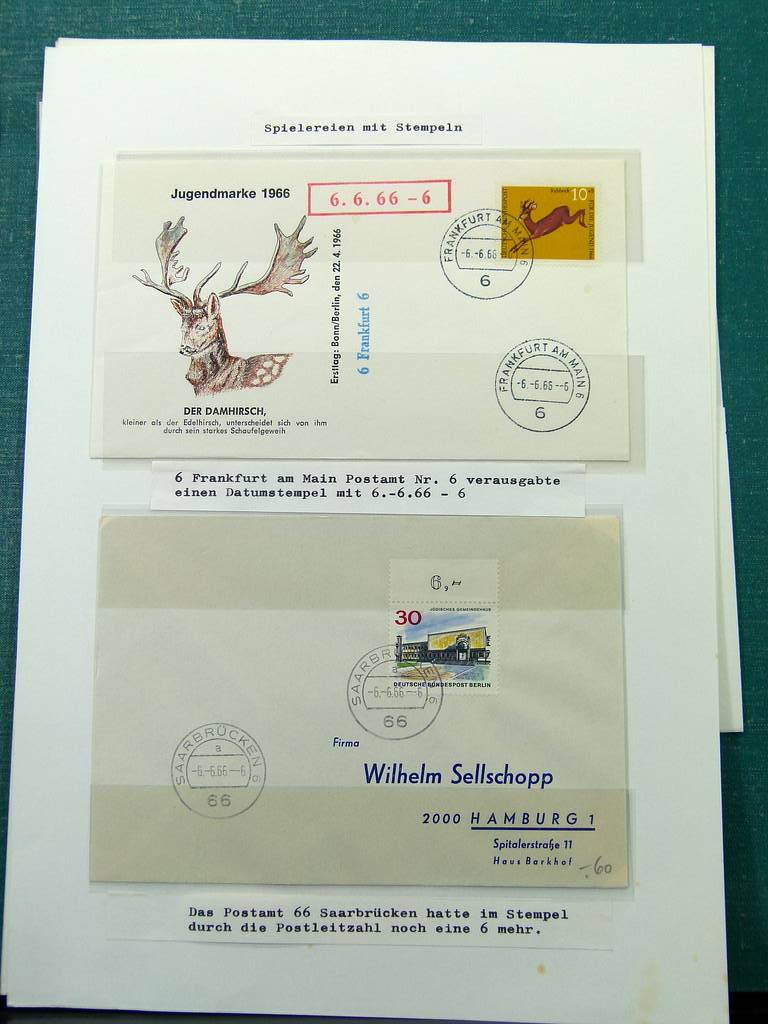 Spielereien mit Stempeln
Jugendmarke 1966
6.6.66 – 6
10
FRANKFURT AM MAIN 6
-6.-6.66--6
6
Ersttag: Bonn/Berlin, den 22. 4. 1966
6 Frankfurt 6
FRANKFURT AM MAIN 6
-6.-6.66--6
6
DER DAMHIRSCH,
kleiner als der Edelhirsch, unterscheidet sich von ihm
durch sein starkes Schaufelgeweih
6 Frankfurt am Main Postamt Nr. 6 verausgabte
einen Datumstempel mit 6.-6.66 - 6
6,--
JÜDISCHES GEMEINDEHAUS
30
DEUTSCHE BUNDESPOST BERLIN
SAARBRÜCKEN 6
a
-6.-6.66--6
66
SAARBRÜCKEN 6
a
-6.-6.66--6
66
Firma
Wilhelm Sellschopp
2000 HAMBURG 1
Spitalerstraße 11
Haus Barkhof
-.60
Das Postamt 66 Saarbrücken hatte im Stempel
durch die Postleitzahl noch eine 6 mehr.